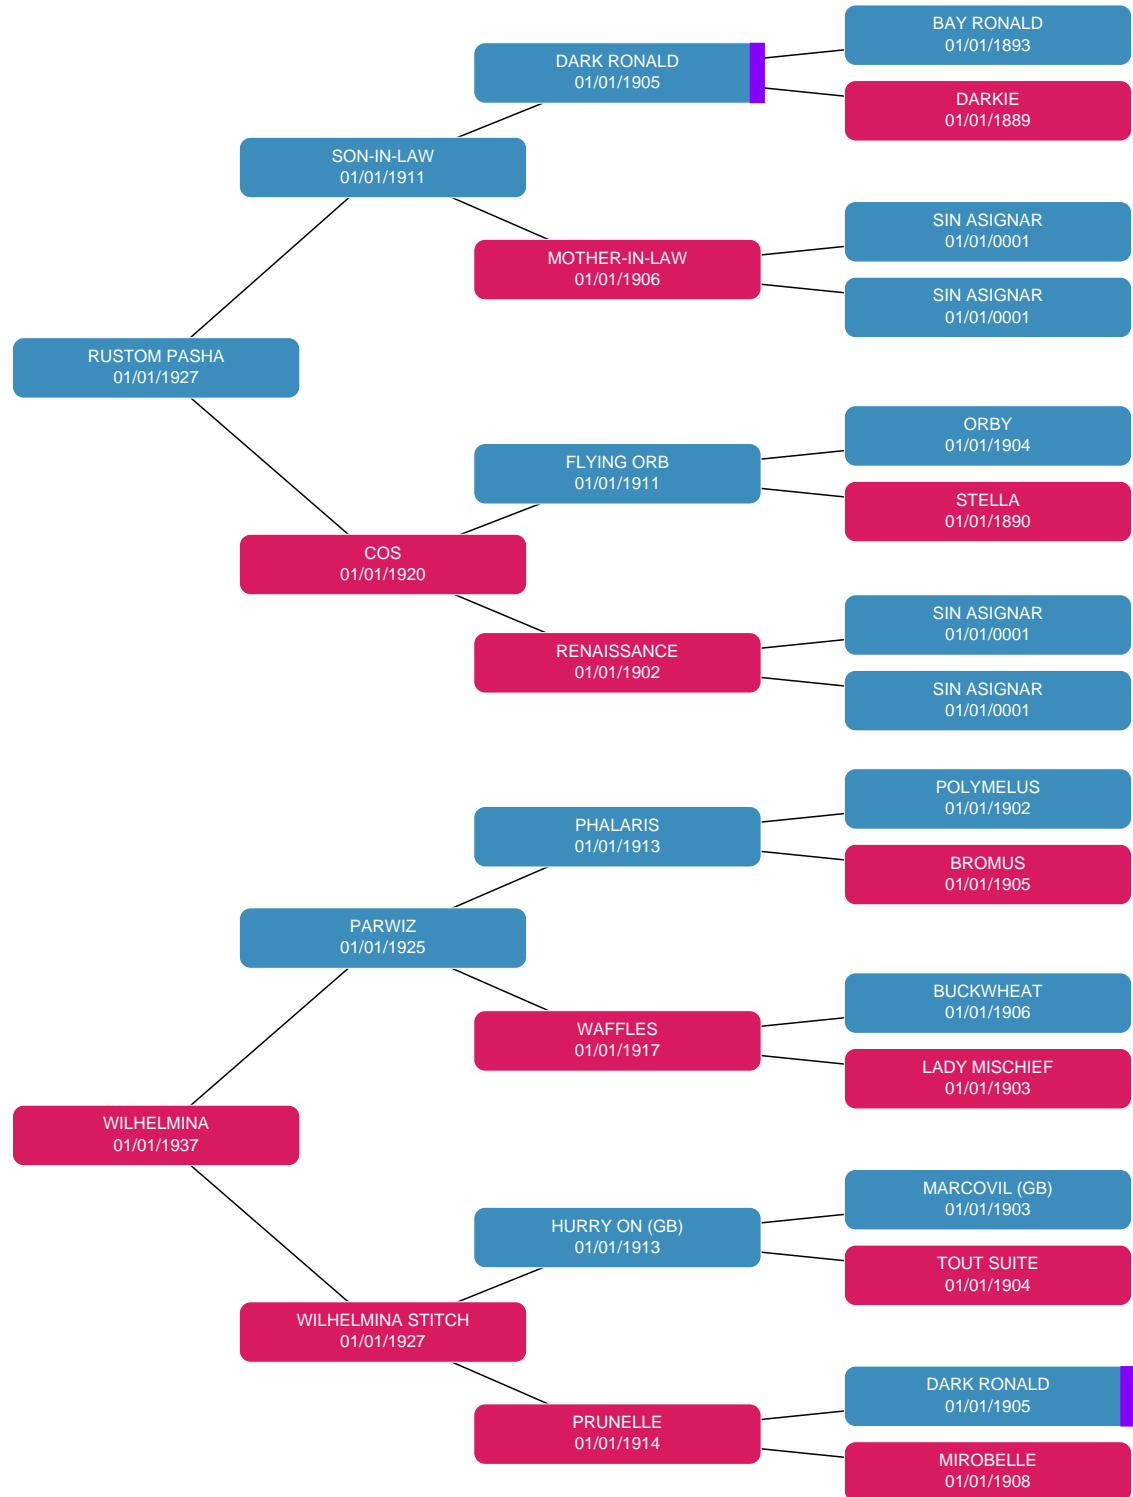 BAY RONALD
01/01/1893
DARK RONALD
01/01/1905
DARKIE
01/01/1889
SON-IN-LAW
01/01/1911
SIN ASIGNAR
01/01/0001
MOTHER-IN-LAW
01/01/1906
SIN ASIGNAR
01/01/0001
RUSTOM PASHA
01/01/1927
ORBY
01/01/1904
FLYING ORB
01/01/1911
STELLA
01/01/1890
COS
01/01/1920
SIN ASIGNAR
01/01/0001
RENAISSANCE
01/01/1902
SIN ASIGNAR
01/01/0001
POLYMELUS
01/01/1902
PHALARIS
01/01/1913
BROMUS
01/01/1905
PARWIZ
01/01/1925
BUCKWHEAT
01/01/1906
WAFFLES
01/01/1917
LADY MISCHIEF
01/01/1903
WILHELMINA
01/01/1937
MARCOVIL (GB)
01/01/1903
HURRY ON (GB)
01/01/1913
TOUT SUITE
01/01/1904
WILHELMINA STITCH
01/01/1927
DARK RONALD
01/01/1905
PRUNELLE
01/01/1914
MIROBELLE
01/01/1908